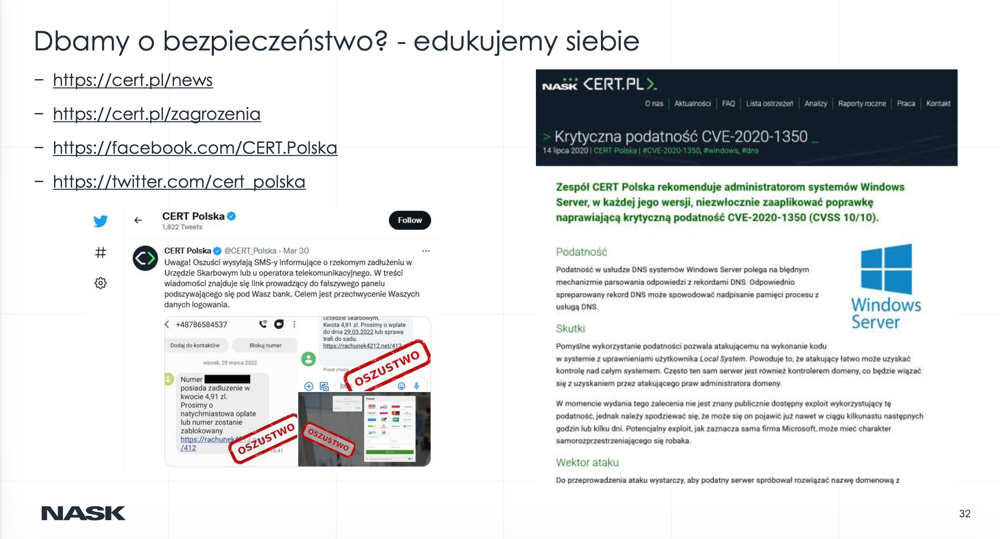 Dbamy o bezpieczeństwo? - edukujemy siebie
– https://cert.pl/news
– https://cert.pl/zagrozenia
– https://facebook.com/CERT.Polska
– https://twitter.com/cert_polska
CERT Polska
1,822 Tweets
Follow
CERT Polska @CERT_Polska · Mar 30
Uwaga! Oszuści wysyłają SMS-y informujące o rzekomym zadłużeniu w
Urzędzie Skarbowym lub u operatora telekomunikacyjnego. W treści
wiadomości znajduje się link prowadzący do fałszywego panelu
podszywającego się pod Wasz bank. Celem jest przechwycenie Waszych
danych logowania.
+48786584537
Dodaj do kontaktów
Blokuj numer
wtorek, 29 marca 2022
Numer
posiada zadluzenie w
kwocie 4,91 zl.
Prosimy o
natychmiastowa oplate
lub numer zostanie
zablokowany
https://rachunek4212.net
/412
16:41
OSZUSTWO
Urzedzie Skarbowym.
Kwota 4,91 zl. Prosimy o wplate
do dnia 29.03.2022 lub sprawa
trafi do sadu.
https://rachunek4212.net/412
Przed chwilą
OSZUSTWO
OSZUSTWO
NASK CERT.PL>_
O nas | Aktualności | FAQ | Lista ostrzeżeń | Analizy | Raporty roczne | Praca | Kontakt
> Krytyczna podatność CVE-2020-1350 _
14 lipca 2020 | CERT Polska | #CVE-2020-1350, #windows, #dns
Zespół CERT Polska rekomenduje administratorom systemów Windows
Server, w każdej jego wersji, niezwłocznie zaaplikować poprawkę
naprawiającą krytyczną podatność CVE-2020-1350 (CVSS 10/10).
Podatność
Podatność w usłudze DNS systemów Windows Server polega na błędnym
mechanizmie parsowania odpowiedzi z rekordami DNS. Odpowiednio
spreparowany rekord DNS może spowodować nadpisanie pamięci procesu z
usługą DNS.
Windows
Server
Skutki
Pomyślne wykorzystanie podatności pozwala atakującemu na wykonanie kodu
w systemie z uprawnieniami użytkownika Local System. Powoduje to, że atakujący łatwo może uzyskać
kontrolę nad całym systemem. Często ten sam serwer jest również kontrolerem domeny, co będzie wiązać
się z uzyskaniem przez atakującego praw administratora domeny.
W momencie wydania tego zalecenia nie jest znany publicznie dostępny exploit wykorzystujący tę
podatność, jednak należy spodziewać się, że może się on pojawić już nawet w ciągu kilkunastu następnych
godzin lub kilku dni. Potencjalny exploit, jak zaznacza sama firma Microsoft, może mieć charakter
samorozprzestrzeniającego się robaka.
Wektor ataku
Do przeprowadzenia ataku wystarczy, aby podatny serwer spróbował rozwiązać nazwę domenową z
NASK
32